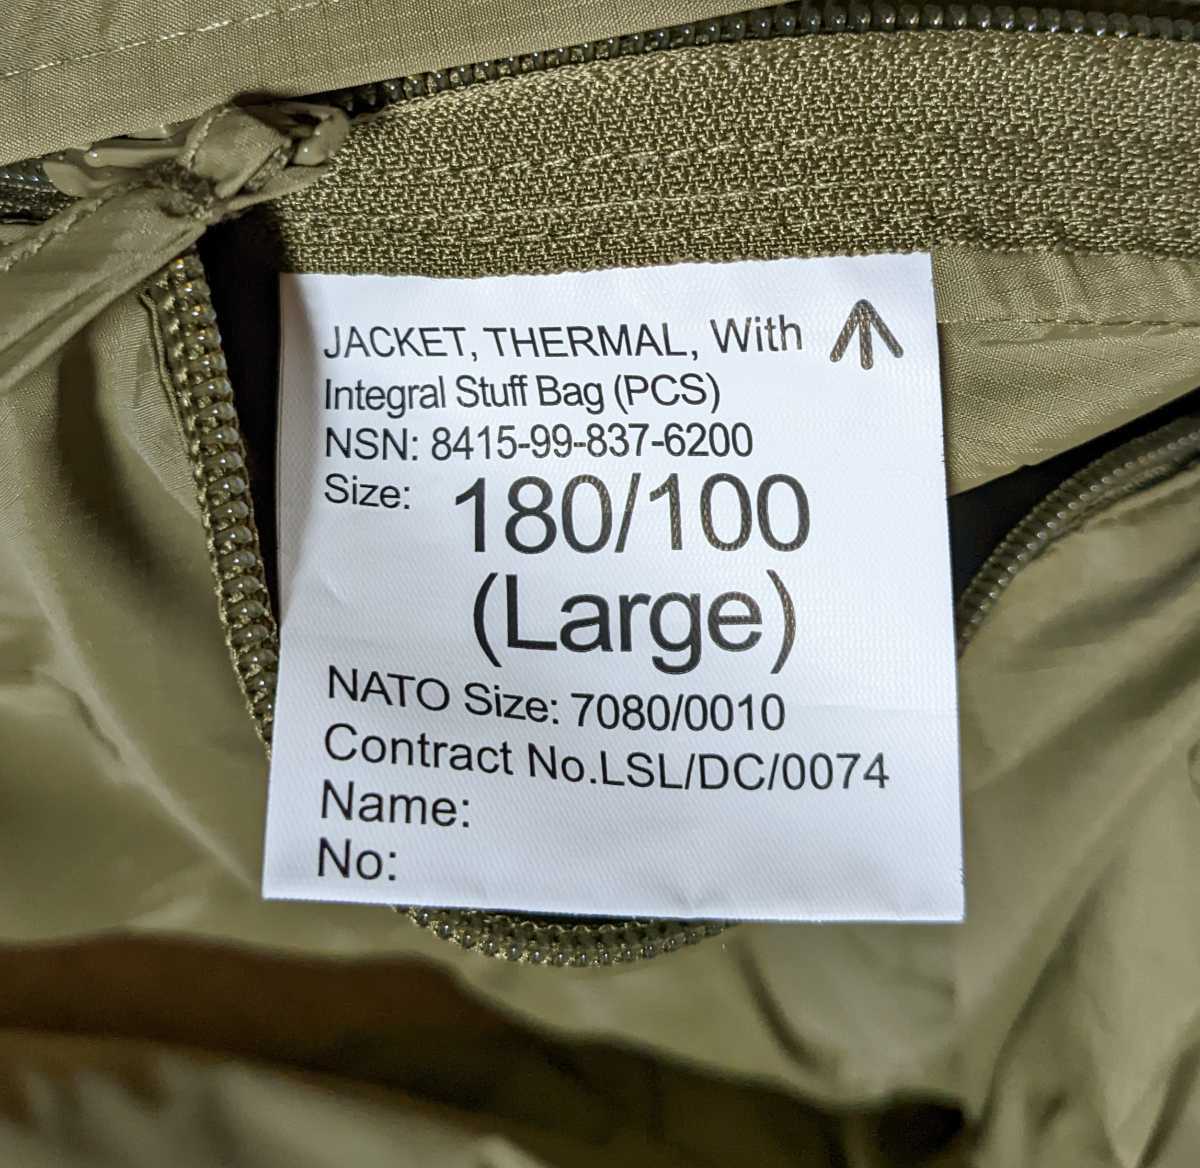 JACKET, THERMAL, With
Integral Stuff Bag (PCS)
NSN: 8415-99-837-6200
Size: 180/100
(Large)
NATO Size: 7080/0010
Contract No.LSL/DC/0074
Name:
No: